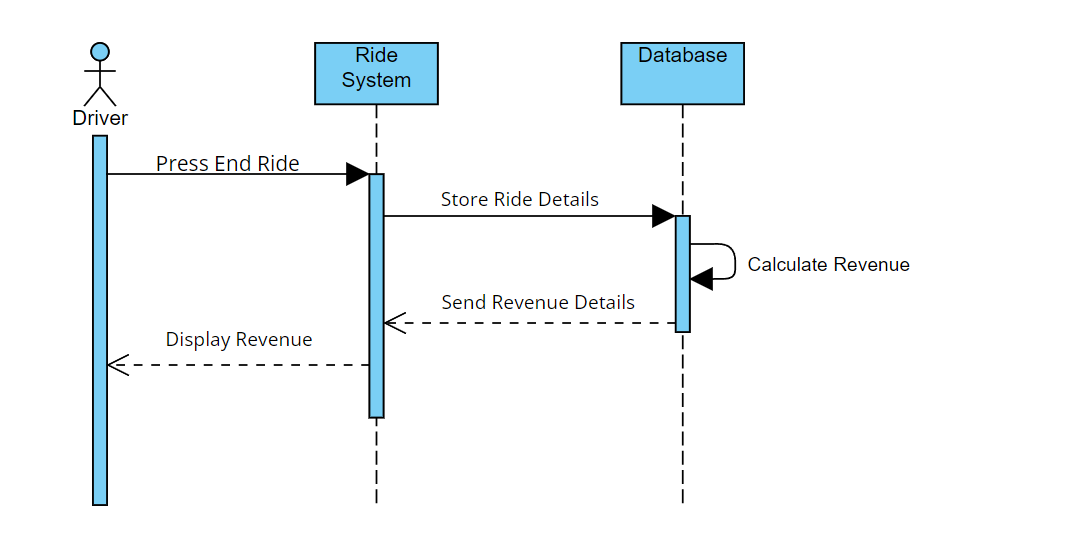 Ride
System
Database
Driver
Press End Ride
Store Ride Details
Calculate Revenue
Send Revenue Details
Display Revenue